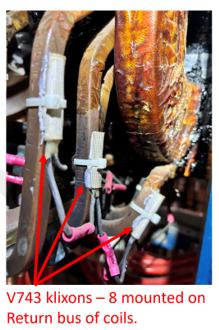 V743 klixons – 8 mounted on
Return bus of coils.